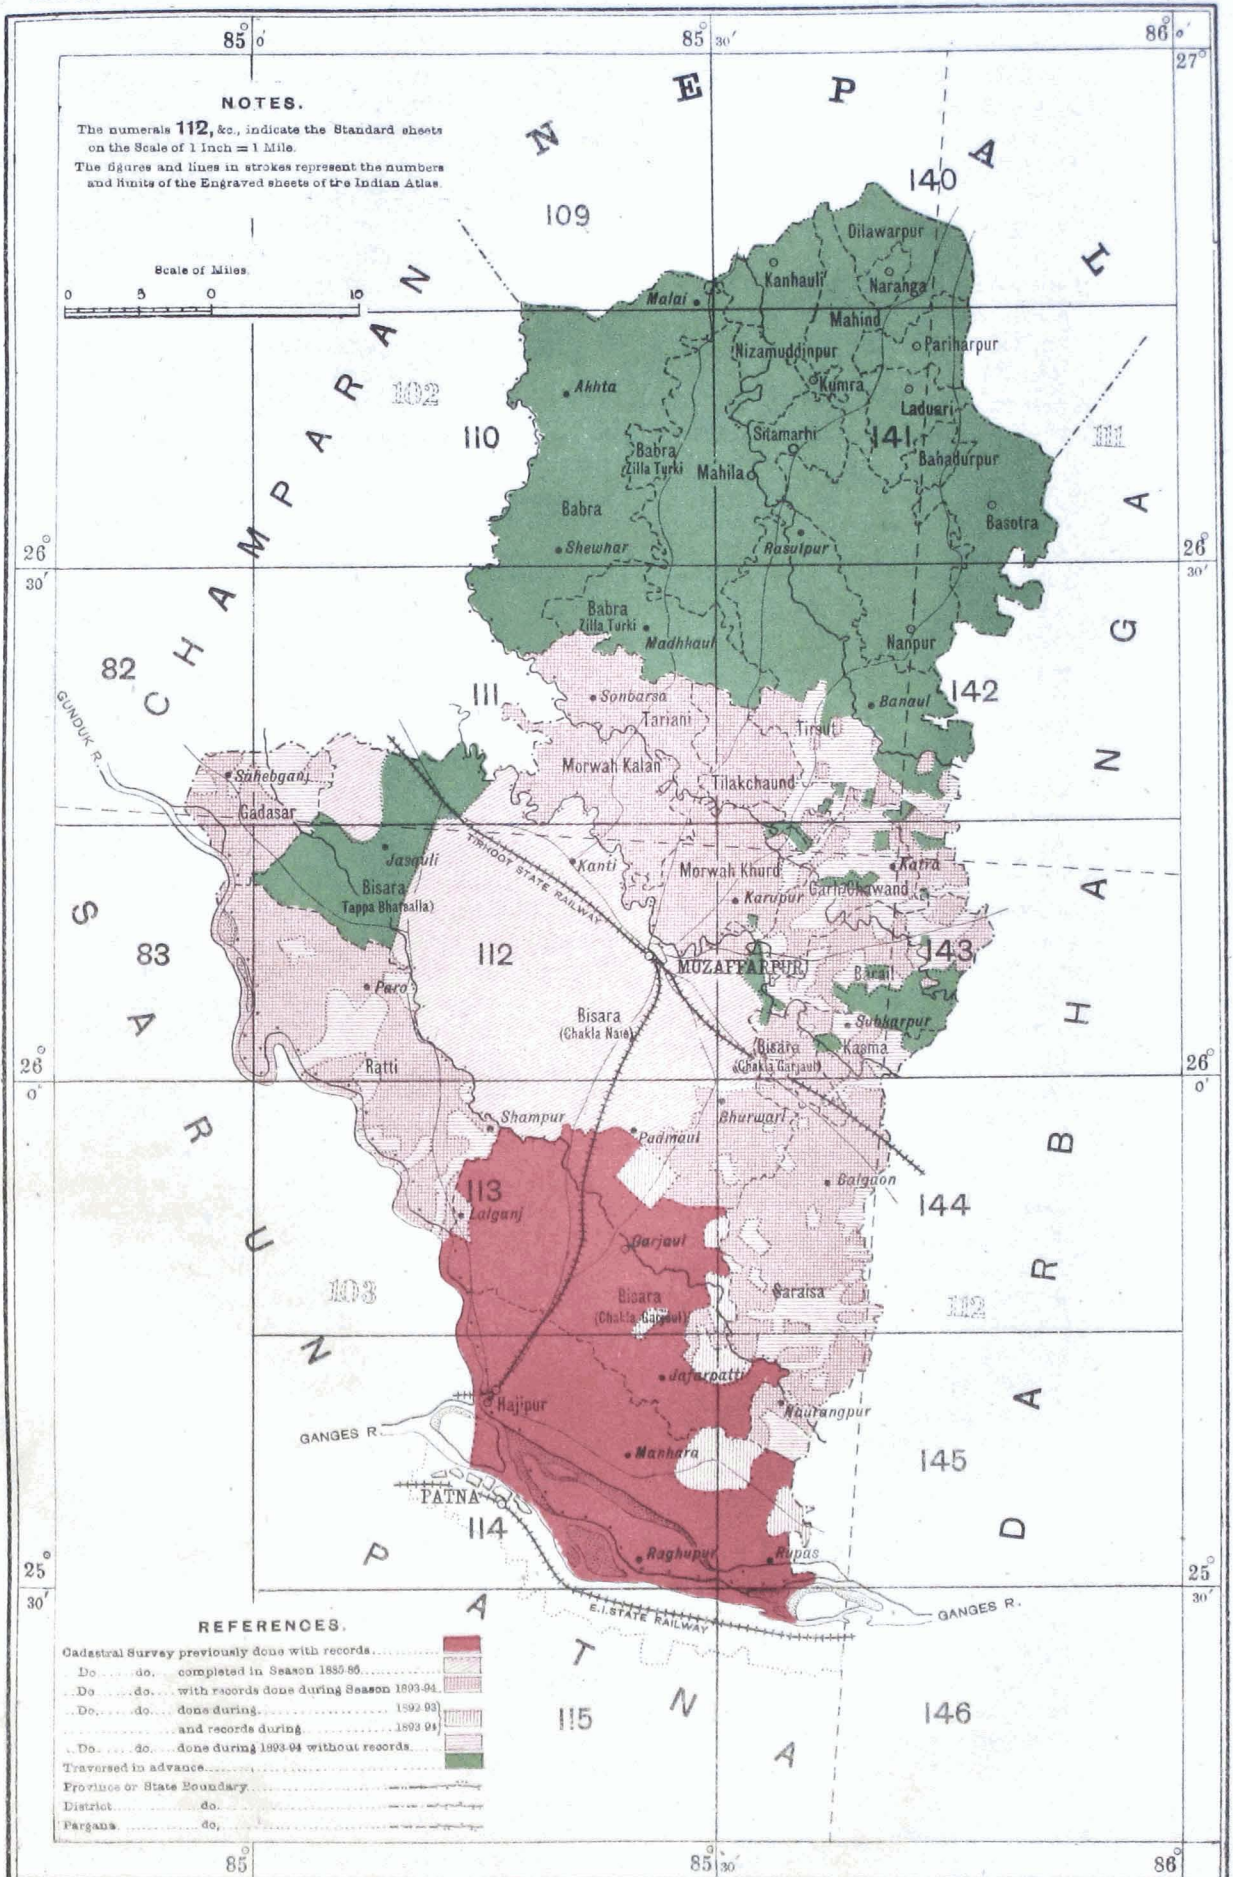 85° 0'
85° 30'
86° 0'
27°
NOTES.
The numerals 112, &c., indicate the Standard sheets
on the Scale of 1 Inch = 1 Mile.
The figures and lines in strokes represent the numbers
and limits of the Engraved sheets of the Indian Atlas.
Scale of Miles.
0 5 0 10
NEPAL
CHAMPARAN
109
140
102
110
141
111
Dilawarpur
Kanhauli
Naranga
Malai
Mahind
Nizamuddinpur
Pariharpur
Akhta
Kumra
Laduari
Sitamarhi
Babra
Zilla Turki
Mahila
Bahadurpur
Babra
Basotra
Shewhar
Rasulpur
26° 30'
26° 30'
Babra
Zilla Turki
Madhkaul
Nanpur
82
111
142
GUNDUK R.
Sonbarsa
Tariani
Banaul
Tirsut
Morwah Kalan
Tilakchaund
Sahebganj
Gadasar
Jasauli
TIRHOOT STATE RAILWAY
Kanti
Morwah Khurd
Katra
Bisara
Garh Chawand
Karupur
83
112
143
MUZAFFARPUR
Barail
Paro
Bisara
(Chakla Naie)
Subkarpur
Bisara
(Chakla Garjaul)
Kasma
Ratti
26° 0'
26° 0'
Shampur
Padmaul
Bhurwari
Balgaon
113
144
Lalganj
Garjaul
103
Bisara
(Chakla Garjaul)
Saraisa
112
Jafarpatti
Hajipur
Naurangpur
GANGES R.
Manhara
145
PATNA
114
Raghupur
Rupas
25° 30'
25° 30'
GANGES R.
E.I.STATE RAILWAY
SARUN
DARBHANGA
PATNA
115
146
REFERENCES.
Cadastral Survey previously done with records
Do do. completed in Season 1885-86
Do do. with records done during Season 1893-94
Do. do. done during 1892-93
and records during 1893-94
Do. do. done during 1893-94 without records
Traversed in advance
Province or State Boundary
District do.
Pargana do,
85°
85° 30'
86°